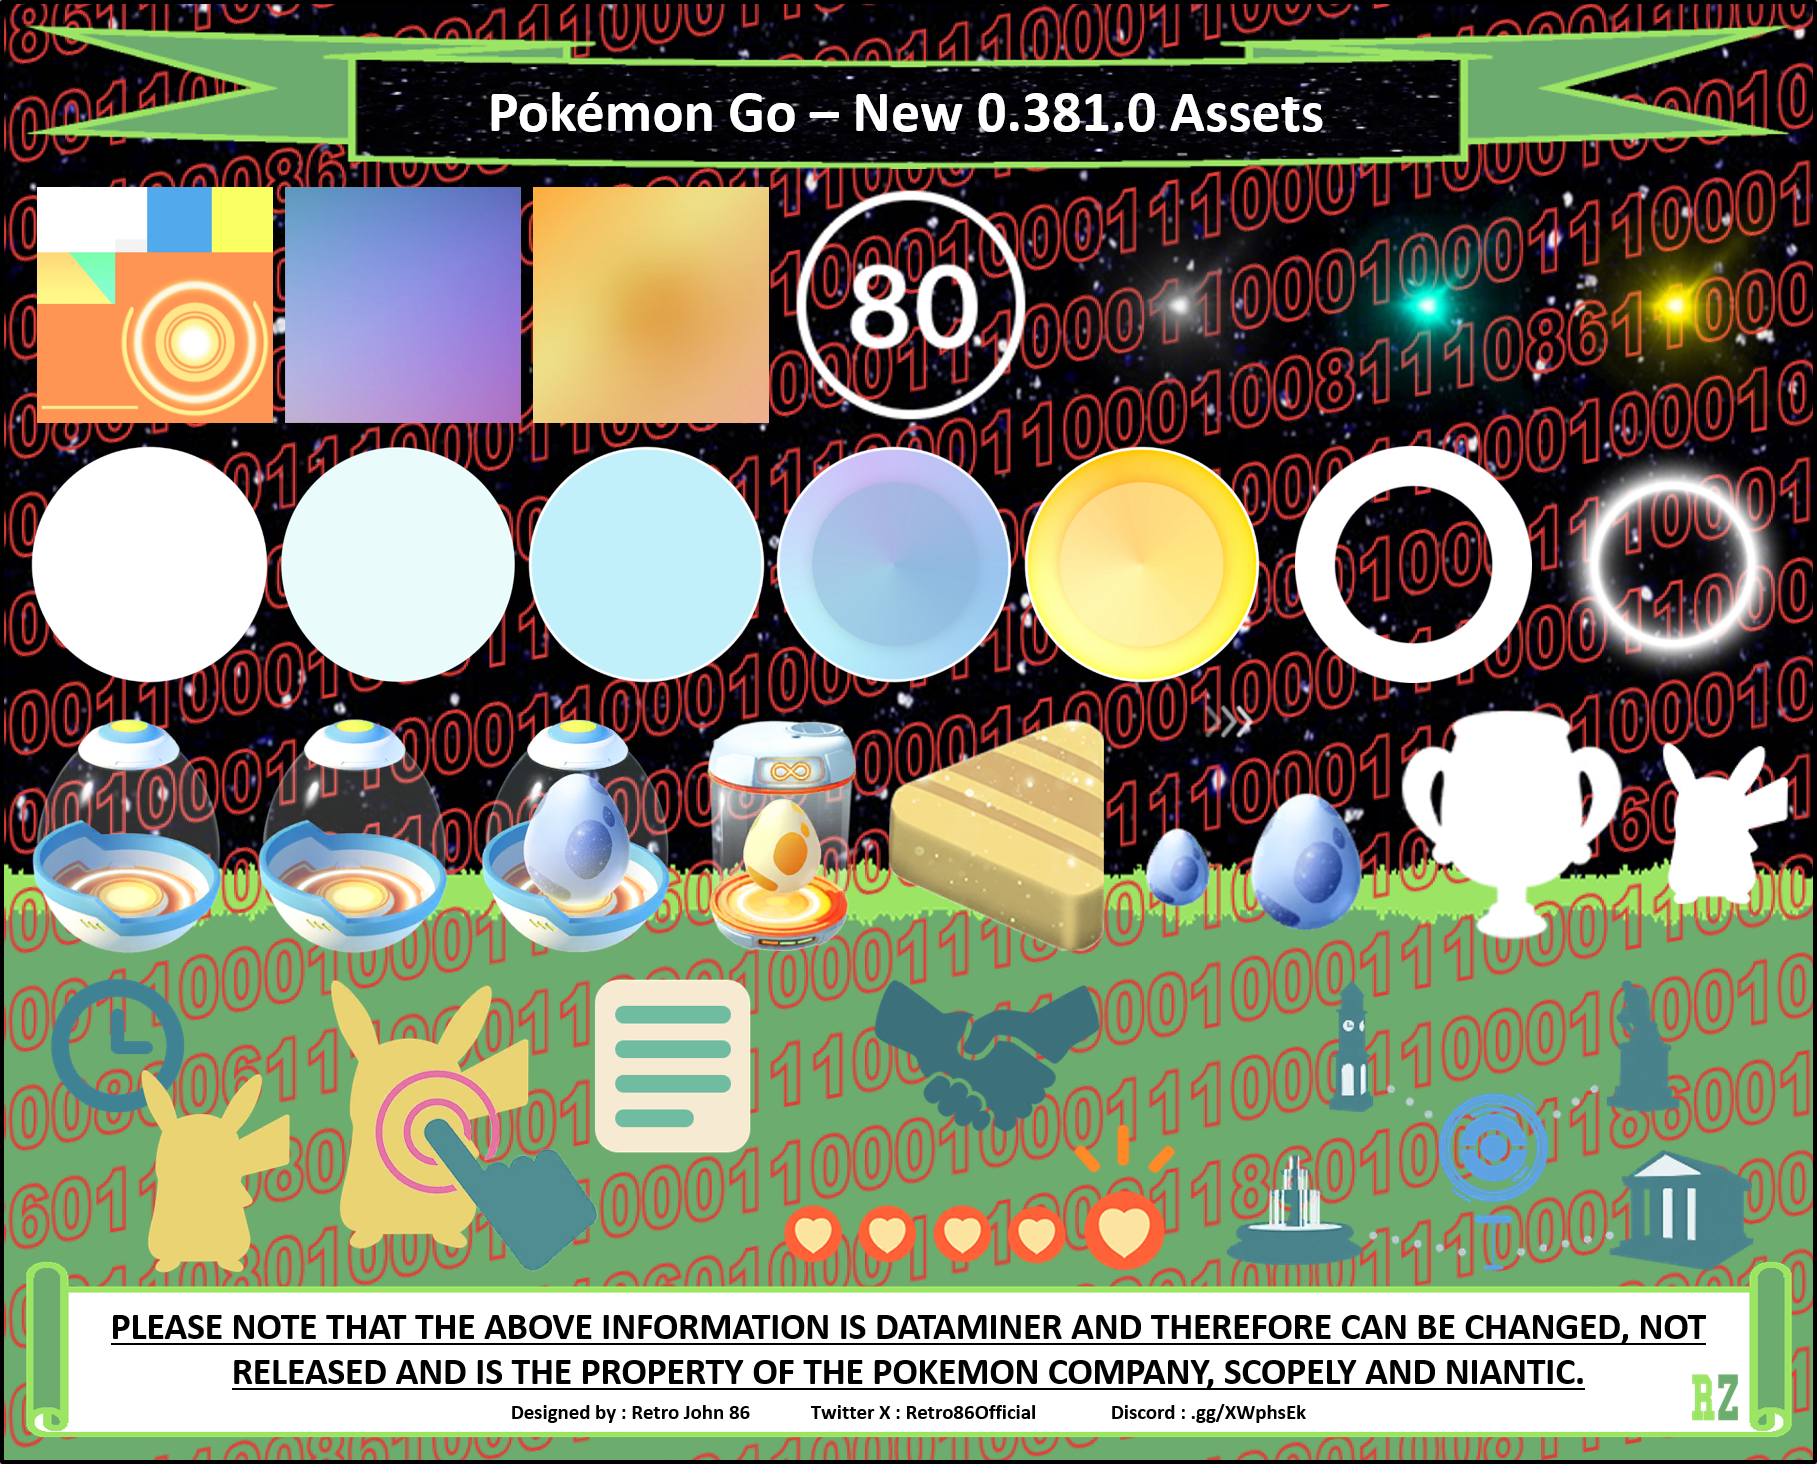 Pokémon Go – New 0.381.0 Assets
80
PLEASE NOTE THAT THE ABOVE INFORMATION IS DATAMINER AND THEREFORE CAN BE CHANGED, NOT
RELEASED AND IS THE PROPERTY OF THE POKEMON COMPANY, SCOPELY AND NIANTIC.
RZ
Designed by : Retro John 86 Twitter X : Retro86Official Discord : .gg/XWphsEk